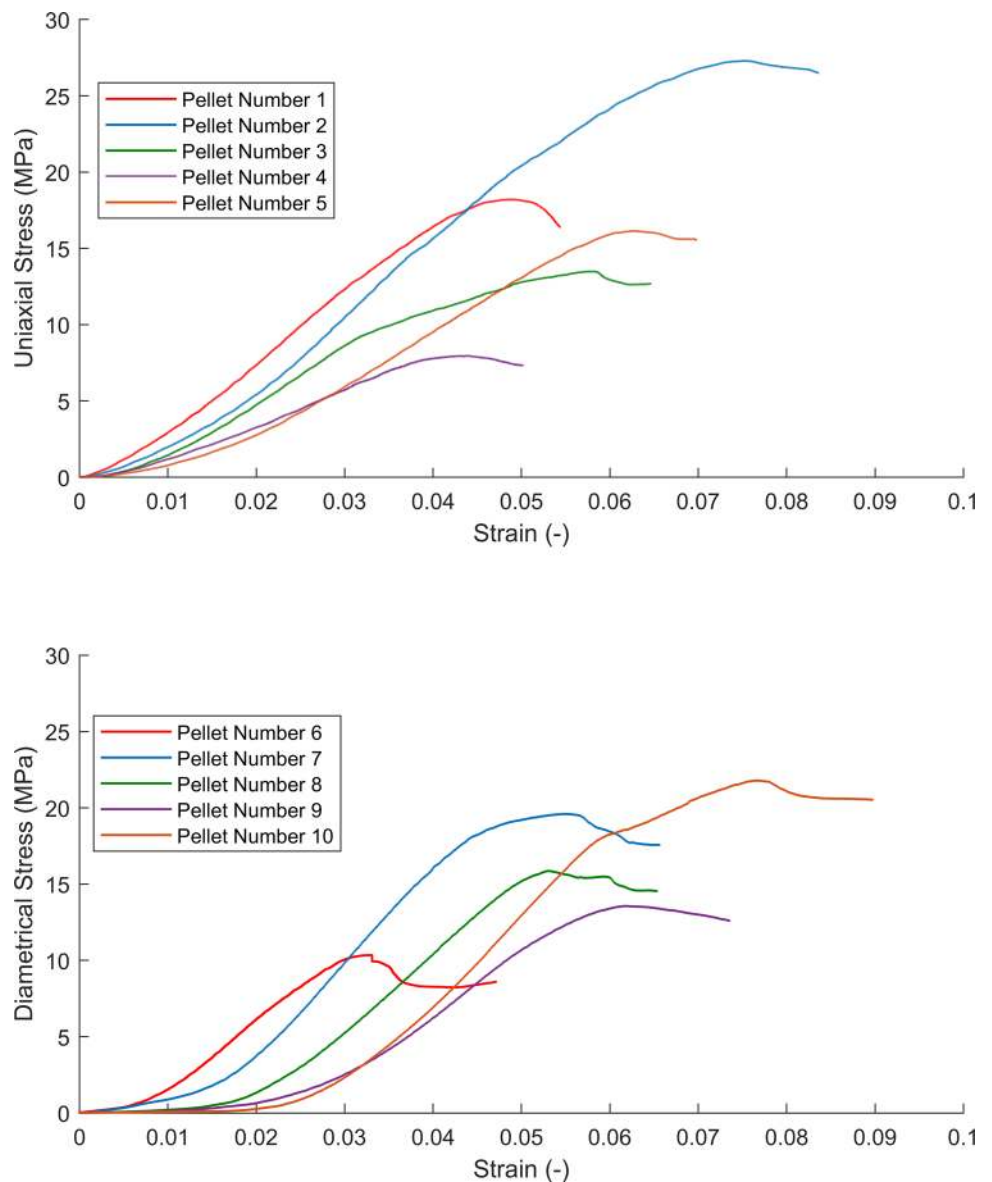 30
25
20
15
10
5
0
Uniaxial Stress (MPa)
Pellet Number 1
Pellet Number 2
Pellet Number 3
Pellet Number 4
Pellet Number 5
0 0.01 0.02 0.03 0.04 0.05 0.06 0.07 0.08 0.09 0.1
Strain (-)
30
25
20
15
10
5
0
Diametrical Stress (MPa)
Pellet Number 6
Pellet Number 7
Pellet Number 8
Pellet Number 9
Pellet Number 10
0 0.01 0.02 0.03 0.04 0.05 0.06 0.07 0.08 0.09 0.1
Strain (-)